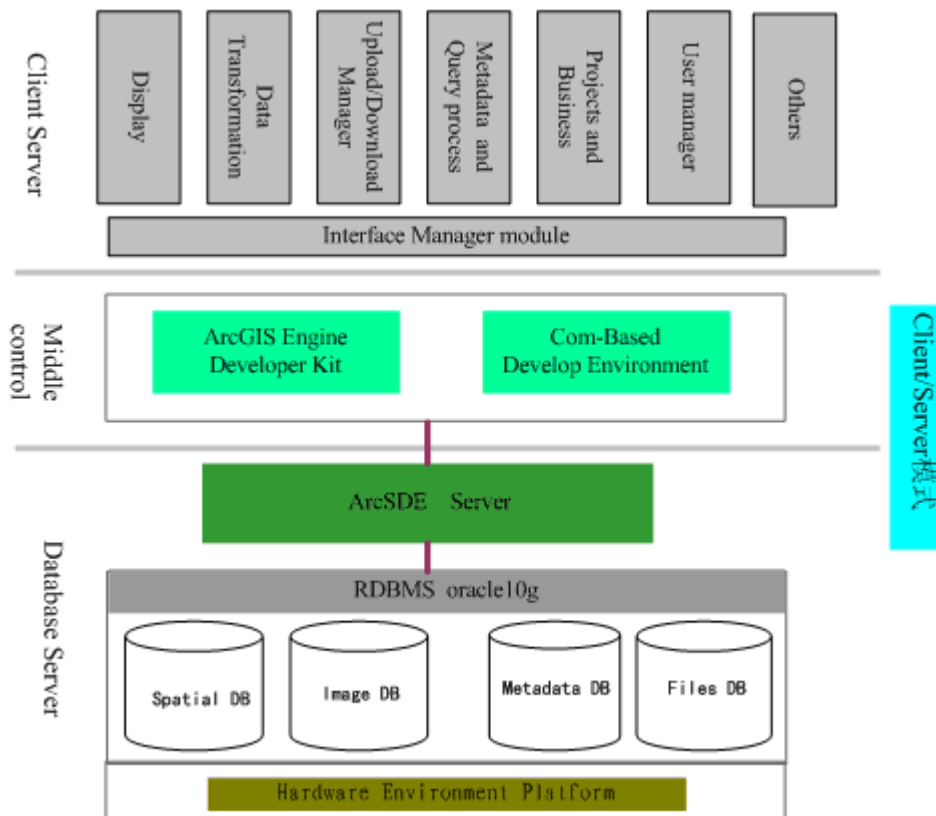 Client Server
Display
Data
Transformation
Upload/Download
Manager
Metadata and
Query process
Projects and
Business
User manager
Others
Interface Manager module
Middle
control
ArcGIS Engine
Developer Kit
Com-Based
Develop Environment
Client/Server模式
Database Server
ArcSDE Server
RDBMS oracle10g
Spatial DB
Image DB
Metadata DB
Files DB
Hardware Environment Platform